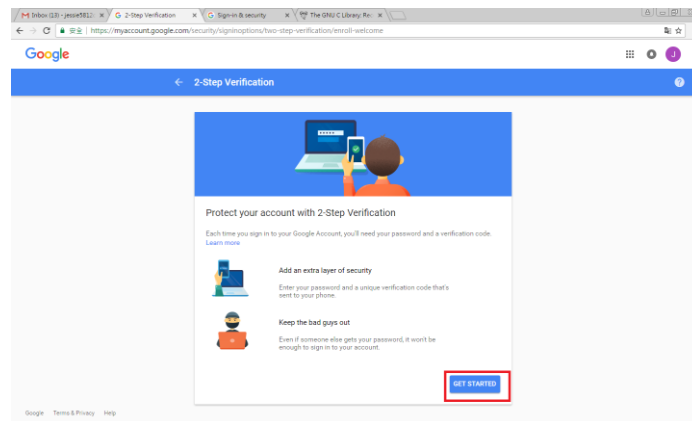 Inbox (13) - jessie5812
2-Step Verification
Sign-in & security
The GNU C Library: Re
安全 | https://myaccount.google.com/security/signinoptions/two-step-verification/enroll-welcome
Google
J
← 2-Step Verification
Protect your account with 2-Step Verification
Each time you sign in to your Google Account, you'll need your password and a verification code.
Learn more
Add an extra layer of security
Enter your password and a unique verification code that's
sent to your phone.
Keep the bad guys out
Even if someone else gets your password, it won't be
enough to sign in to your account.
GET STARTED
Google Terms & Privacy Help